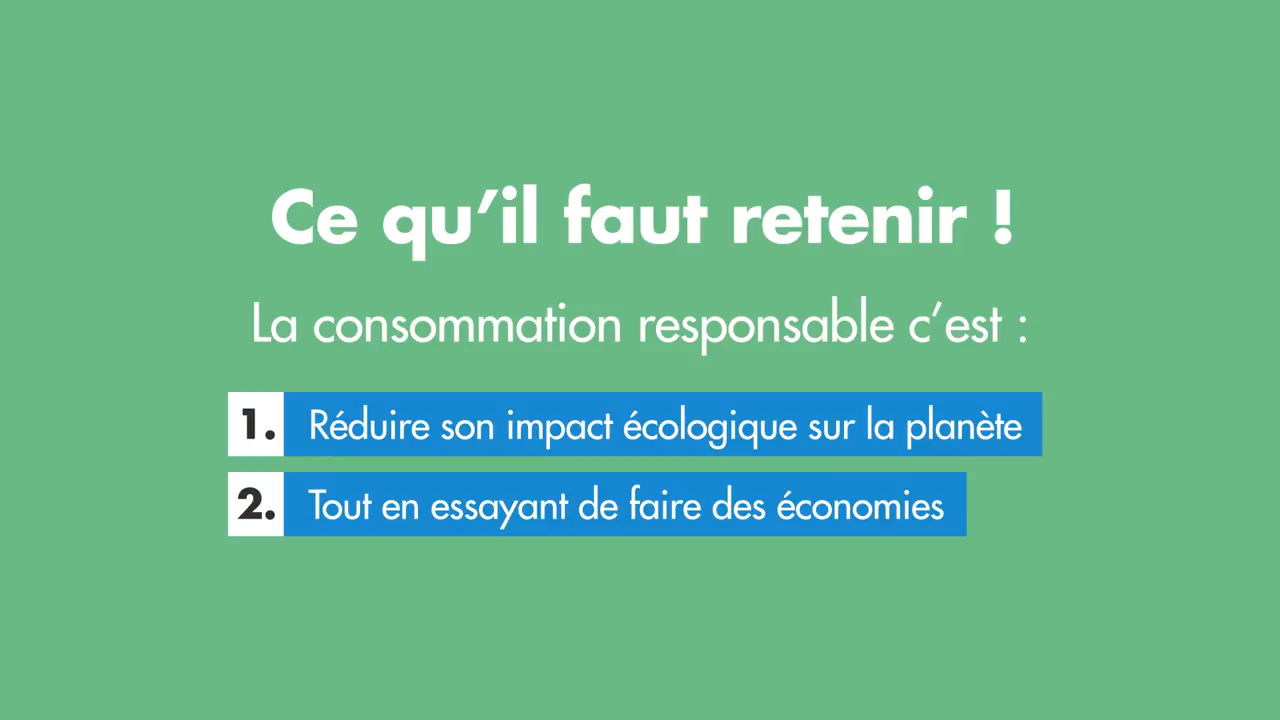 Ce qu’il faut retenir !
La consommation responsable c’est :
1. Réduire son impact écologique sur la planète
2. Tout en essayant de faire des économies